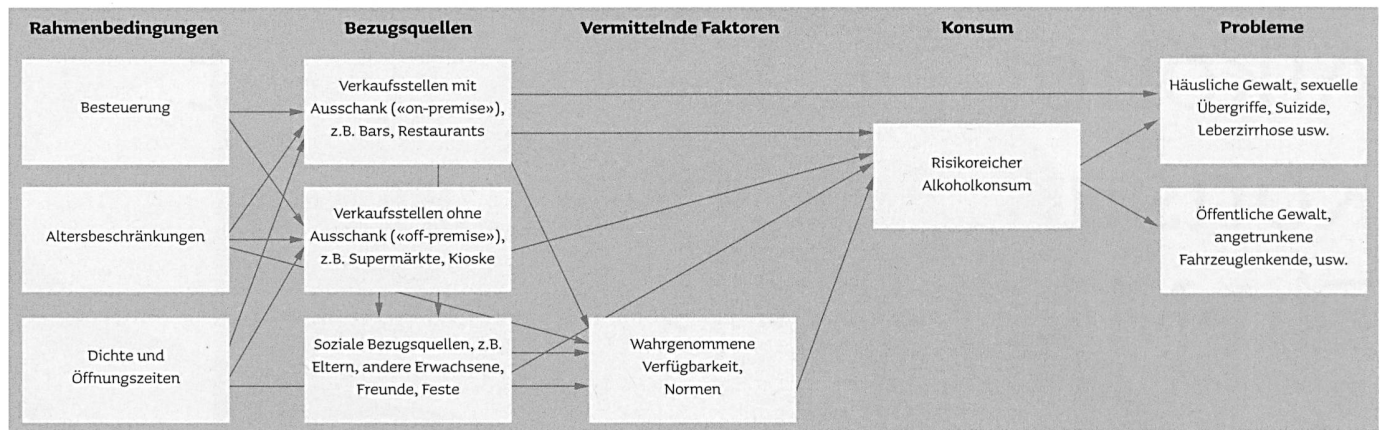 Rahmenbedingungen
Bezugsquellen
Vermittelnde Faktoren
Konsum
Probleme
Besteuerung
Altersbeschränkungen
Dichte und
Öffnungszeiten
Verkaufsstellen mit
Ausschank («on-premise»),
z.B. Bars, Restaurants
Verkaufsstellen ohne
Ausschank («off-premise»),
z.B. Supermärkte, Kioske
Soziale Bezugsquellen, z.B.
Eltern, andere Erwachsene,
Freunde, Feste
Wahrgenommene
Verfügbarkeit,
Normen
Risikoreicher
Alkoholkonsum
Häusliche Gewalt, sexuelle
Übergriffe, Suizide,
Leberzirrhose usw.
Öffentliche Gewalt,
angetrunkene
Fahrzeuglenkende, usw.